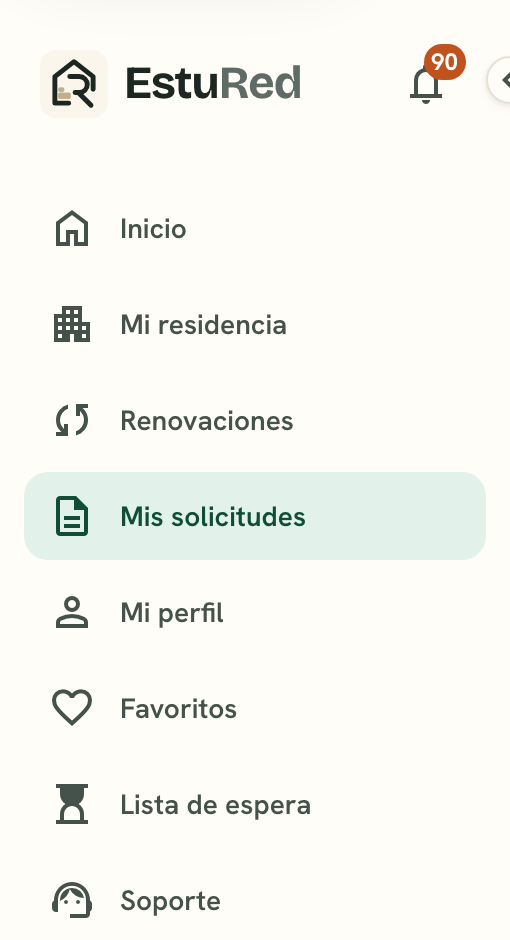 EstuRed
90
Inicio
Mi residencia
Renovaciones
Mis solicitudes
Mi perfil
Favoritos
Lista de espera
Soporte